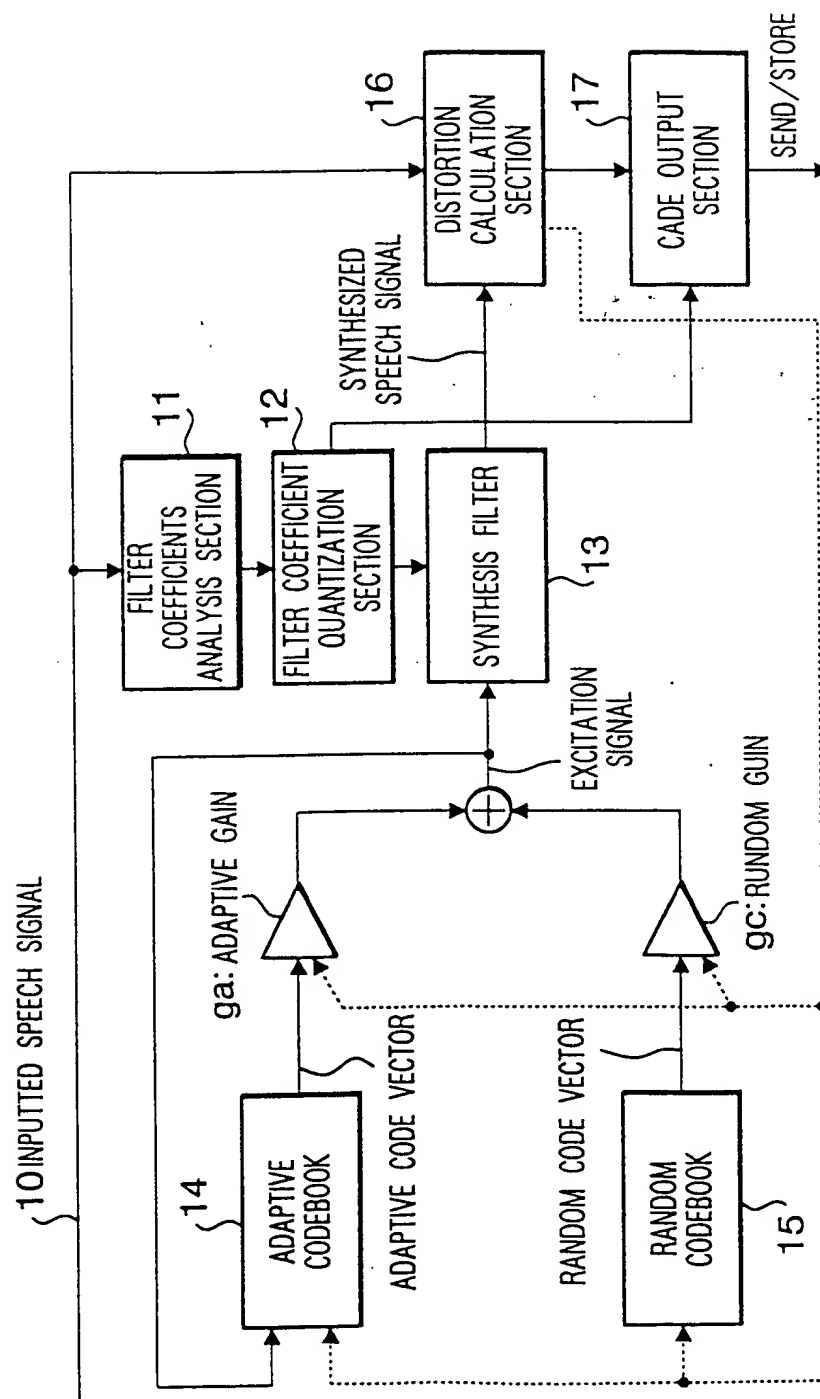 10 INPUTTED SPEECH SIGNAL
11
FILTER
COEFFICIENTS
ANALYSIS SECTION
12
FILTER COEFFICIENT
QUANTIZATION
SECTION
16
DISTORTION
CALCULATION
SECTION
SYNTHESIZED
SPEECH SIGNAL
17
CADE OUTPUT
SECTION
SEND/STORE
SYNTHESIS FILTER
13
EXCITATION
SIGNAL
ga: ADAPTIVE GAIN
gc: RUNDOM GUIN
14
ADAPTIVE
CODEBOOK
ADAPTIVE CODE VECTOR
RANDOM CODE
VECTOR
RANDOM
CODEBOOK
15